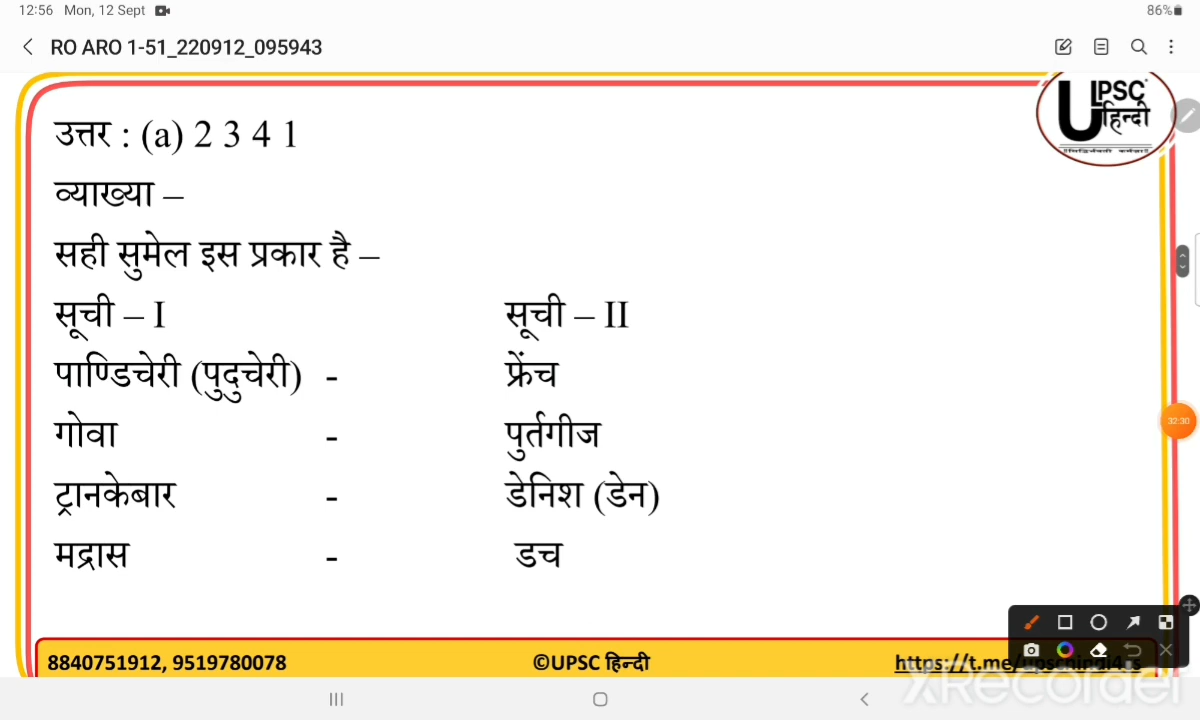 12:56 Mon, 12 Sept 86%
RO ARO 1-51_220912_095943
UPSC
हिन्दी
उत्तर : (a) 2 3 4 1
व्याख्या –
सही सुमेल इस प्रकार है –
सूची – I सूची – II
पाण्डिचेरी (पुदुचेरी) - फ्रेंच
गोवा - पुर्तगीज
ट्रानकेबार - डेनिश (डेन)
मद्रास - डच
32:30
8840751912, 9519780078 ©UPSC हिन्दी https://t.me/upschindi4cs
XRecorder